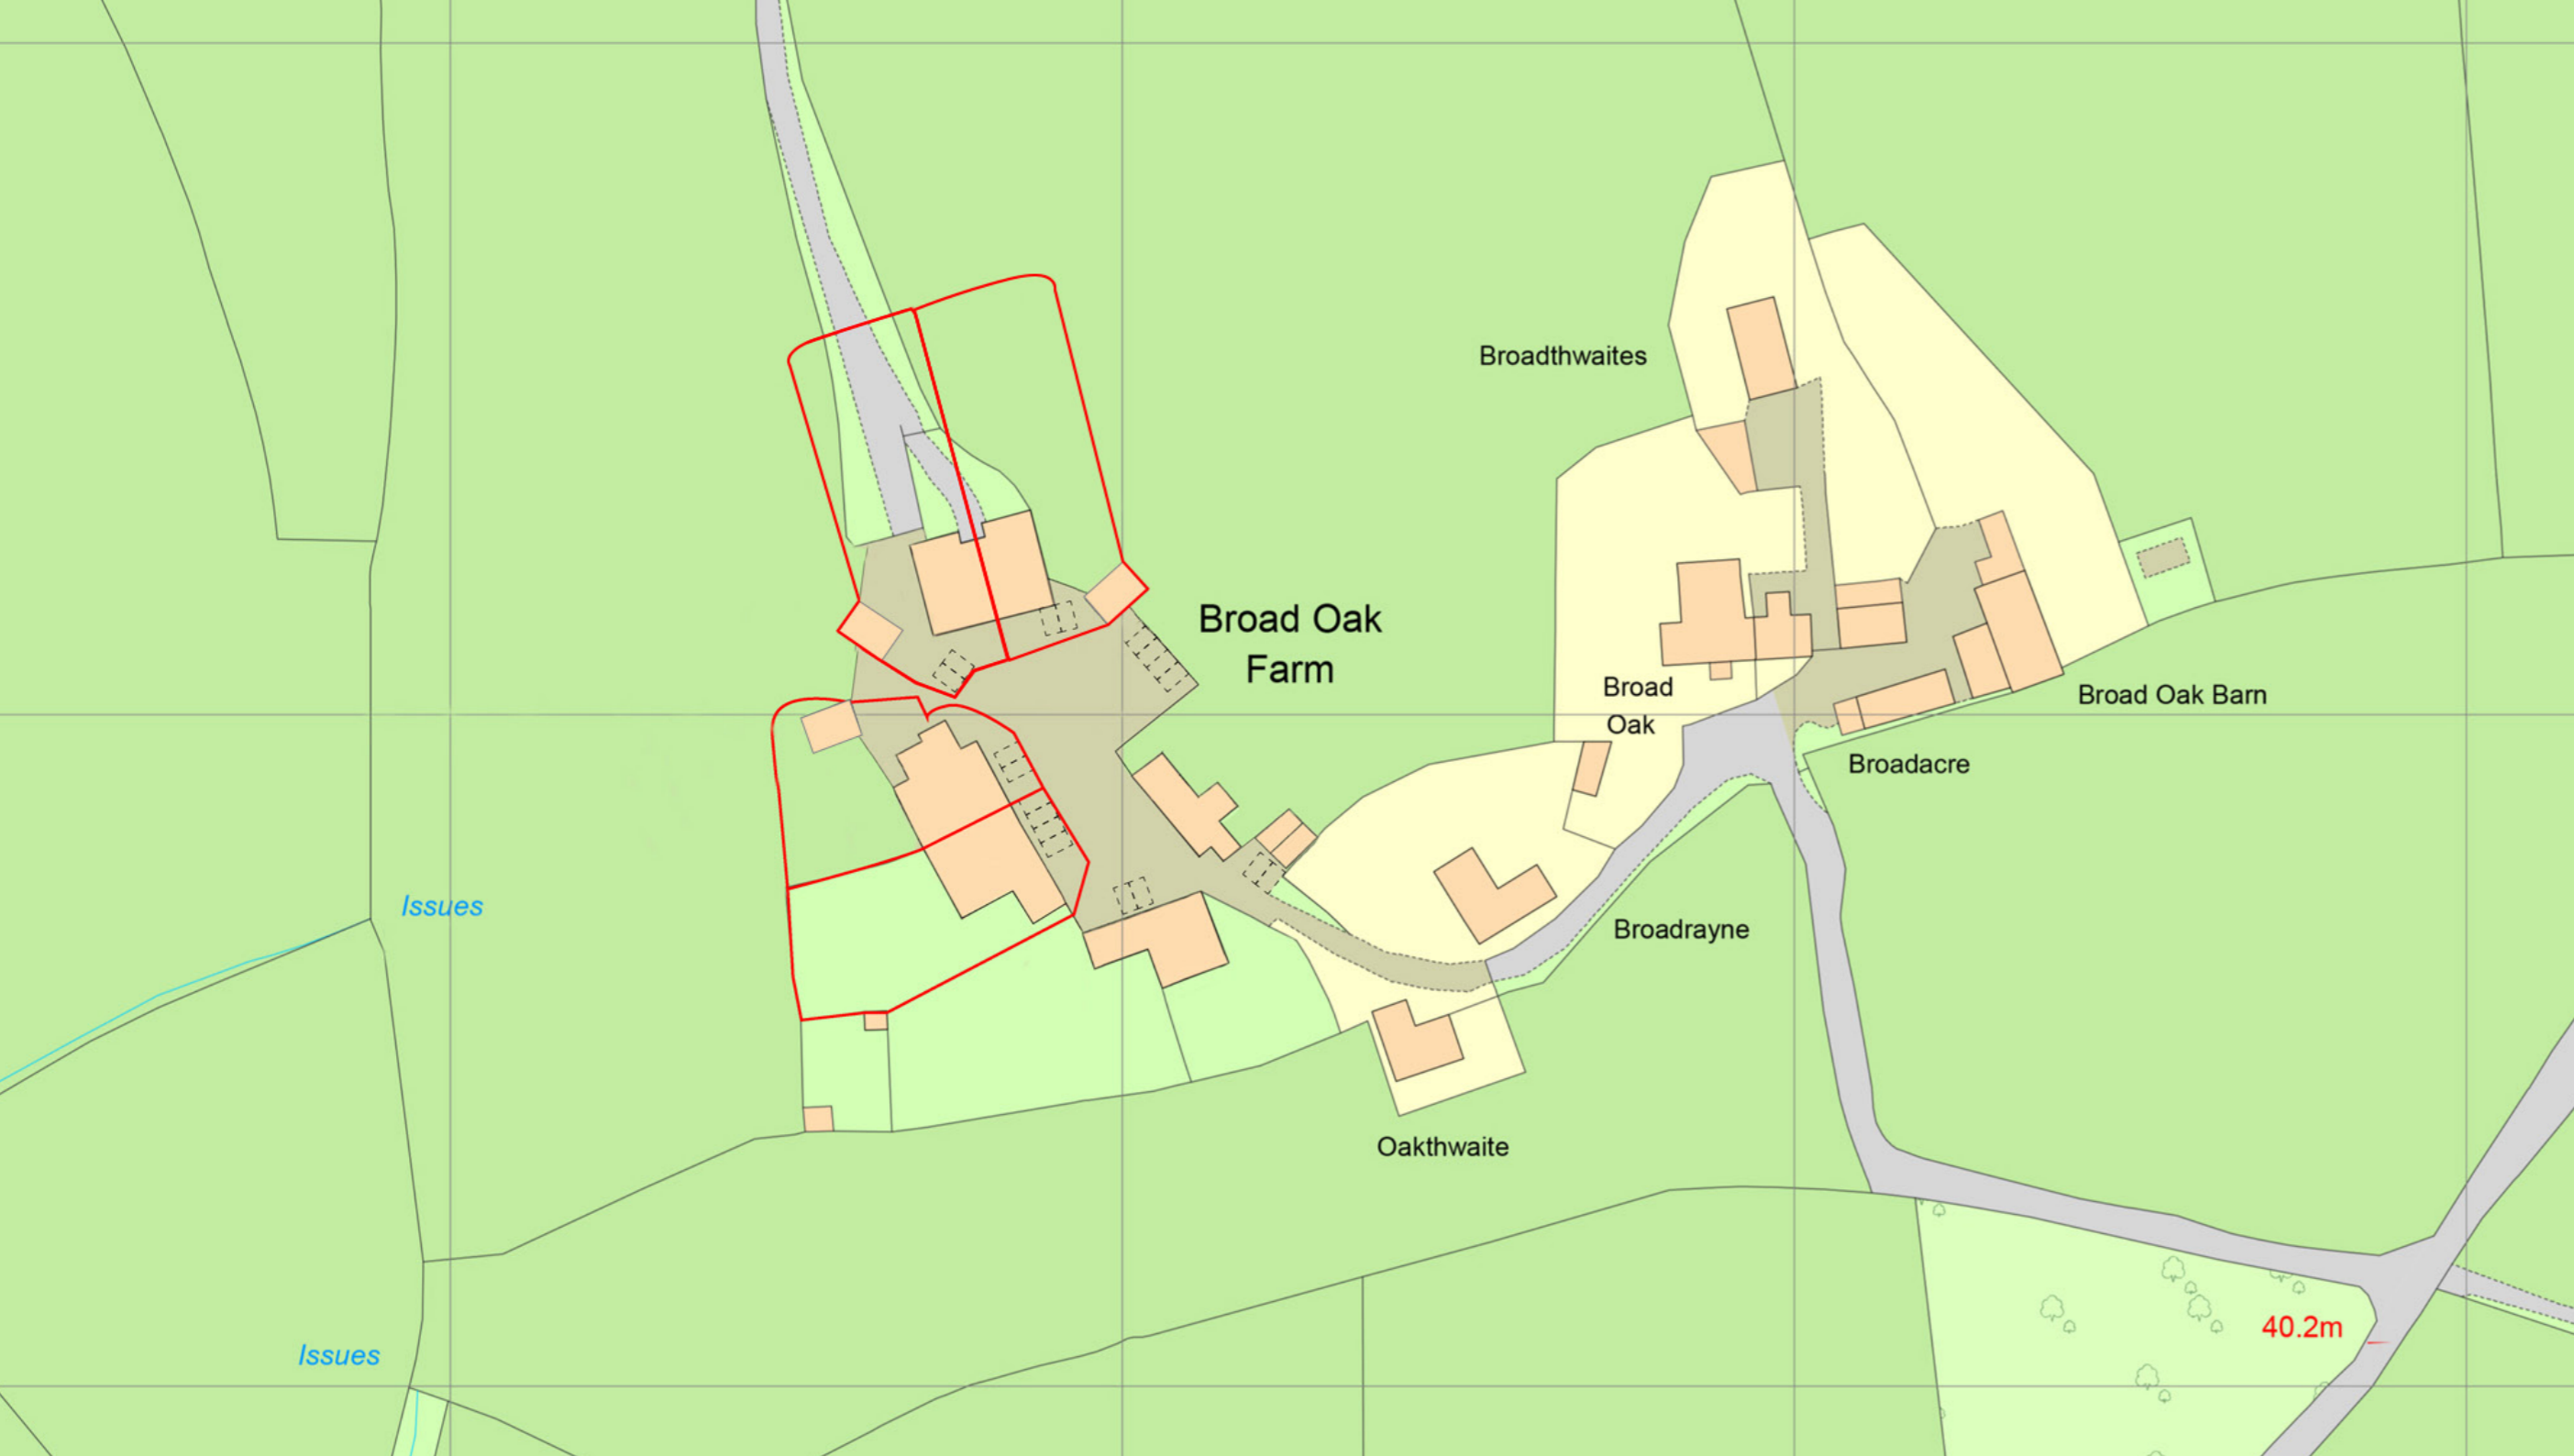 Broadthwaites
Broad Oak
Farm
Broad
Oak
Broad Oak Barn
Broadacre
Issues
Broadrayne
Oakthwaite
40.2m
Issues